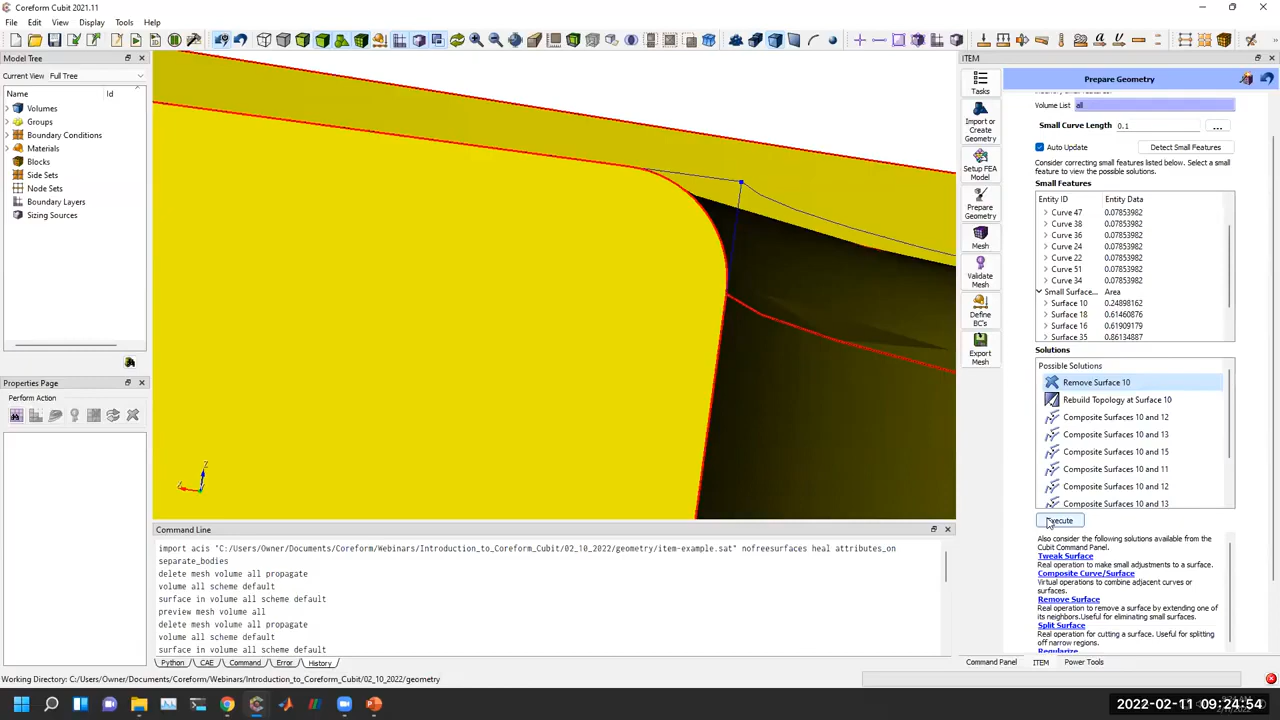 Coreform Cubit 2021.11
File Edit View Display Tools Help
Model Tree
Current View Full Tree
Name Id
Volumes
Groups
Boundary Conditions
Materials
Blocks
Side Sets
Node Sets
Boundary Layers
Sizing Sources
Properties Page
Perform Action
Z
Command Line
import acis "C:/Users/Owner/Documents/Coreform/Webinars/Introduction_to_Coreform_Cubit/02_10_2022/geometry/item-example.sat" nofreesurfaces heal attributes_on
separate_bodies
delete mesh volume all propagate
volume all scheme default
surface in volume all scheme default
preview mesh volume all
delete mesh volume all propagate
volume all scheme default
surface in volume all scheme default
Python CAE Command Error History
Working Directory: C:/Users/Owner/Documents/Coreform/Webinars/Introduction_to_Coreform_Cubit/02_10_2022/geometry
ITEM
Tasks
Import or
Create
Geometry
Setup FEA
Model
Prepare
Geometry
Mesh
Validate
Mesh
Define
BC's
Export
Mesh
Prepare Geometry
Volume List all
Small Curve Length 0.1 ...
Auto Update Detect Small Features
Consider correcting small features listed below. Select a small
feature to view the possible solutions.
Small Features
Entity ID Entity Data
Curve 47 0.07853982
Curve 38 0.07853982
Curve 36 0.07853982
Curve 24 0.07853982
Curve 22 0.07853982
Curve 51 0.07853982
Curve 34 0.07853982
Small Surface... Area
Surface 10 0.24898162
Surface 18 0.61460876
Surface 16 0.61909179
Surface 35 0.86134887
Solutions
Possible Solutions
Remove Surface 10
Rebuild Topology at Surface 10
Composite Surfaces 10 and 12
Composite Surfaces 10 and 13
Composite Surfaces 10 and 15
Composite Surfaces 10 and 11
Composite Surfaces 10 and 12
Composite Surfaces 10 and 13
Execute
Also consider the following solutions available from the
Cubit Command Panel.
Tweak Surface
Real operation to make small adjustments to a surface.
Composite Curve/Surface
Virtual operations to combine adjacent curves or
surfaces.
Remove Surface
Real operation to remove a surface by extending one of
its neighbors.Useful for eliminating small surfaces.
Split Surface
Real operation for cutting a surface. Useful for splitting
off narrow regions.
Regularize
Command Panel ITEM Power Tools
2022-02-11 09:24:54